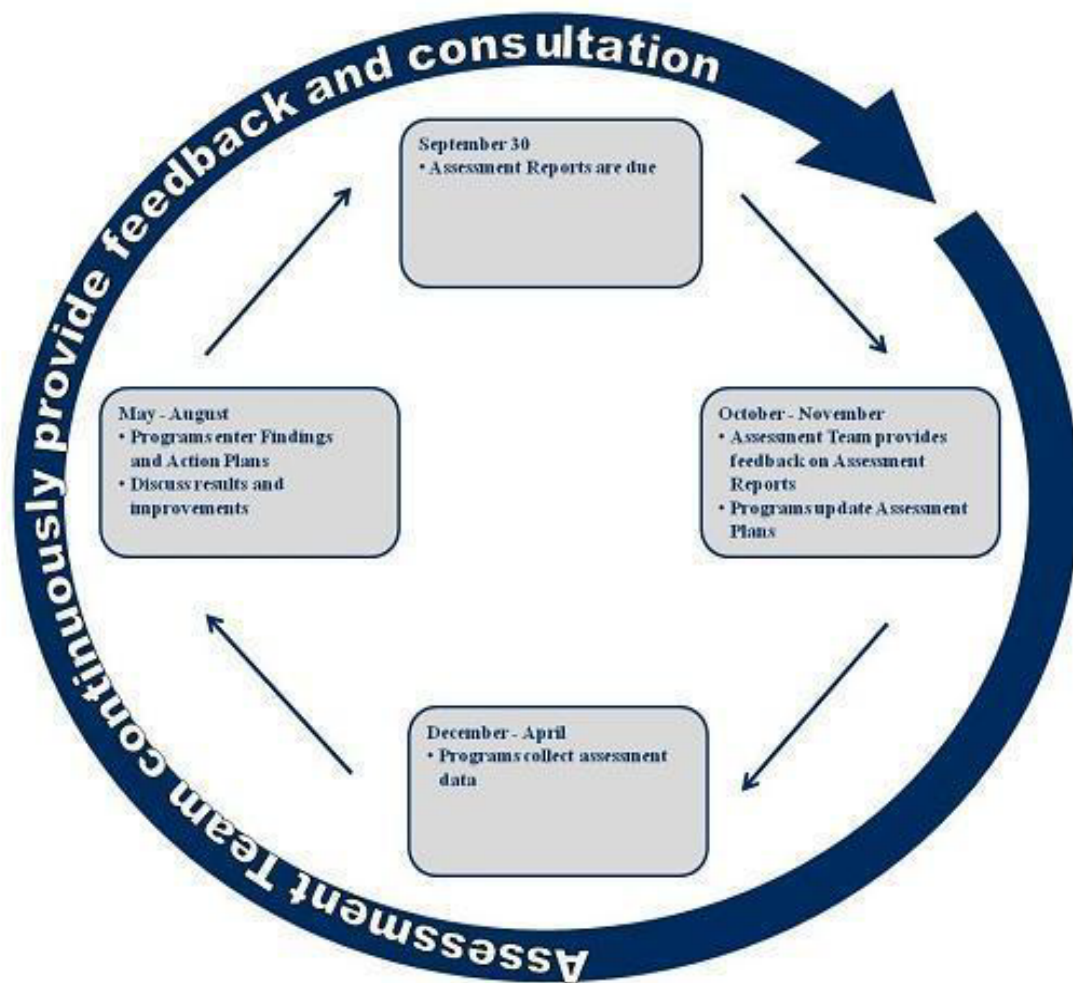 Assessment Team continuously provide feedback and consultation
September 30
• Assessment Reports are due
October - November
• Assessment Team provides
feedback on Assessment
Reports
• Programs update Assessment
Plans
December - April
• Programs collect assessment
data
May - August
• Programs enter Findings
and Action Plans
• Discuss results and
improvements